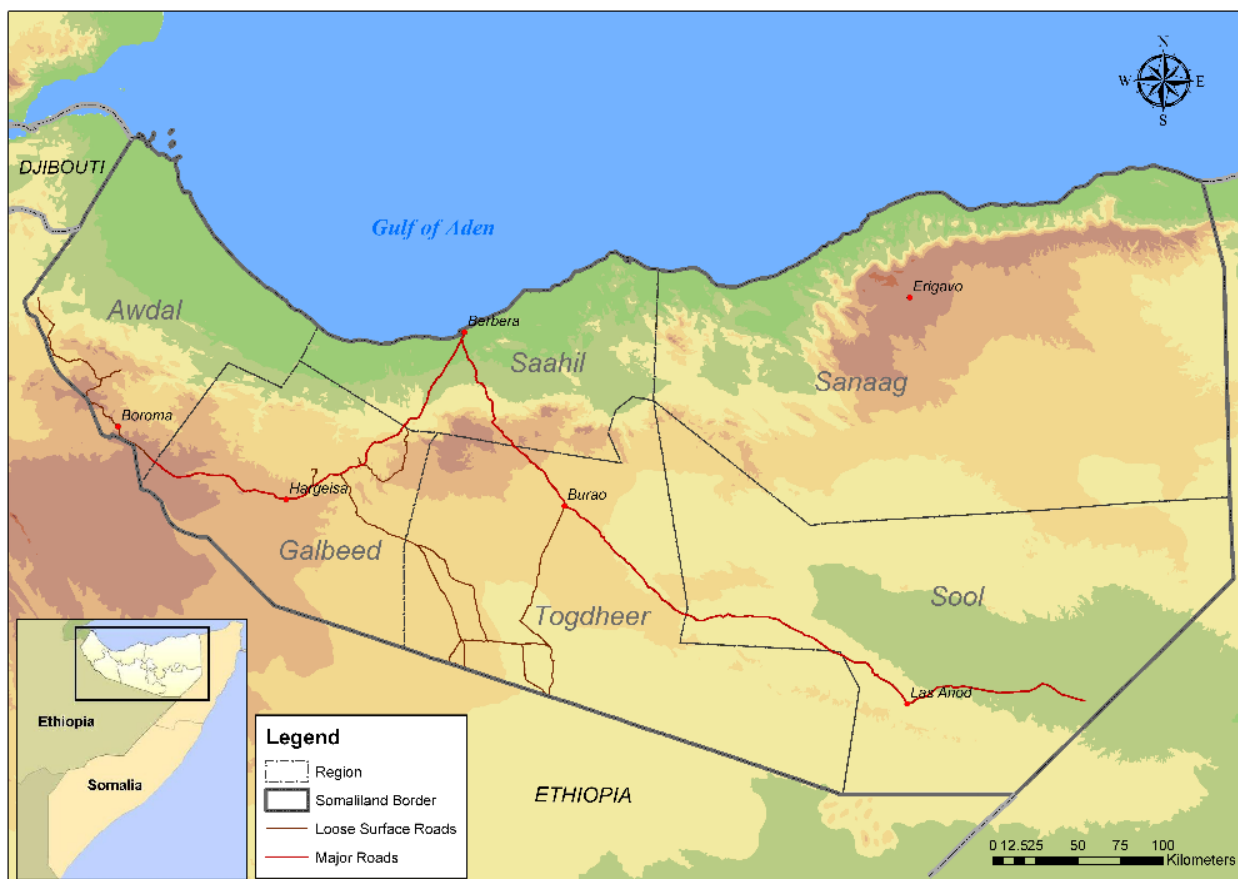 N
W E
S
DJIBOUTI
Gulf of Aden
Erigavo
Awdal
Berbera
Saahil
Sanaag
Boroma
Hargeisa
Burao
Galbeed
Togdheer
Sool
Las Anod
Ethiopia
Somalia
Legend
Region
Somaliland Border
Loose Surface Roads
Major Roads
ETHIOPIA
0 12.525 50 75 100
Kilometers